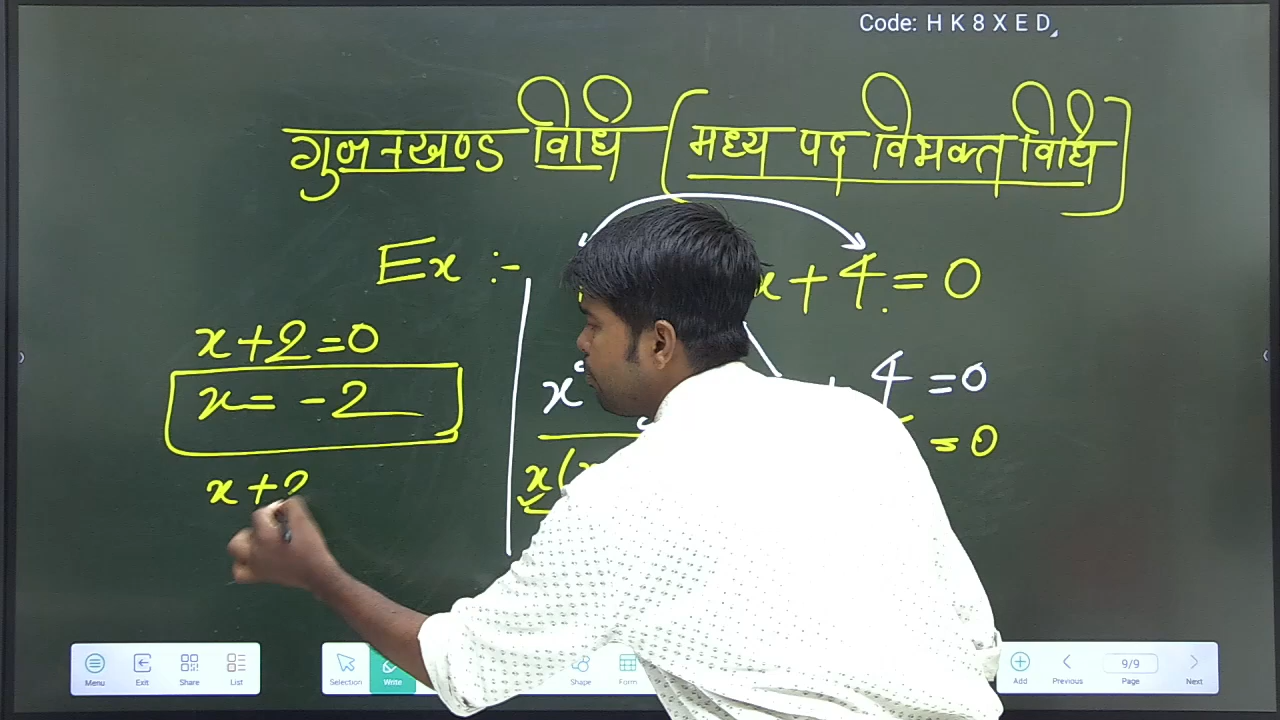 Code: H K 8 X E D
गुणनखण्ड विधि [मध्य पद विभक्त विधि]
Ex :-
x + 4 = 0
x+2=0
x = -2
x + 2
x
4 = 0
= 0
x(x
Menu Exit Share List Selection Write Shape Form Add Previous 9/9 Page Next